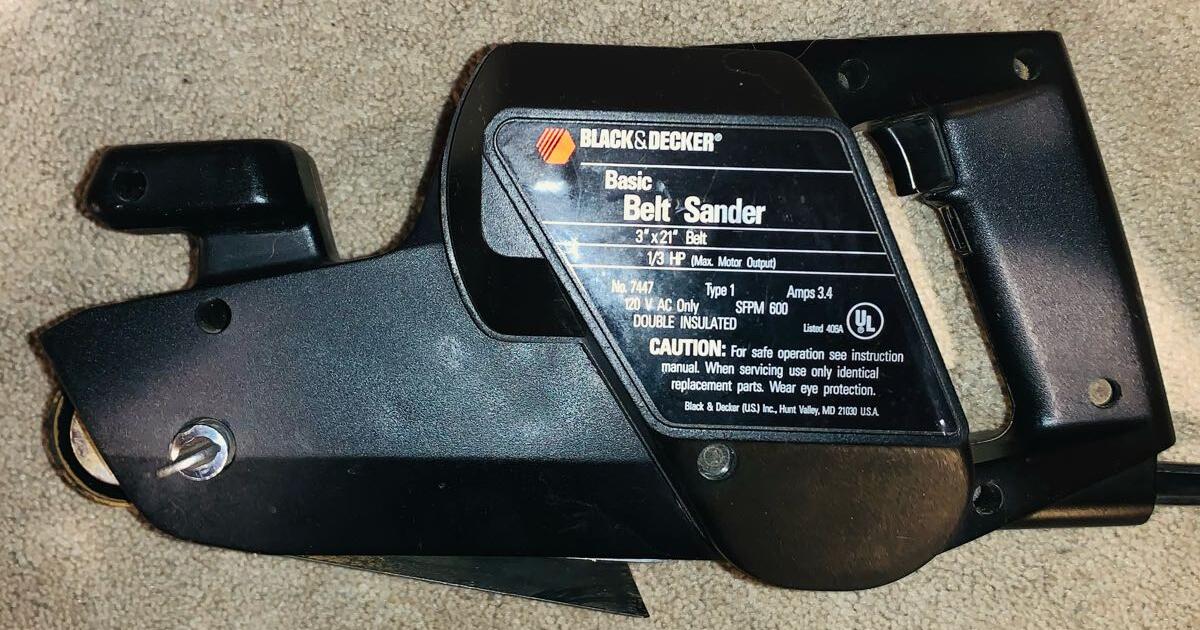 BLACK&DECKER®
Basic
Belt Sander
3" x 21" Belt
1/3 HP (Max. Motor Output)
No. 7447 Type 1 Amps 3.4
120 V AC Only SFPM 600
DOUBLE INSULATED
Listed 406A UL
CAUTION: For safe operation see instruction
manual. When servicing use only identical
replacement parts. Wear eye protection.
Black & Decker (U.S.) Inc., Hunt Valley, MD 21030 U.S.A.